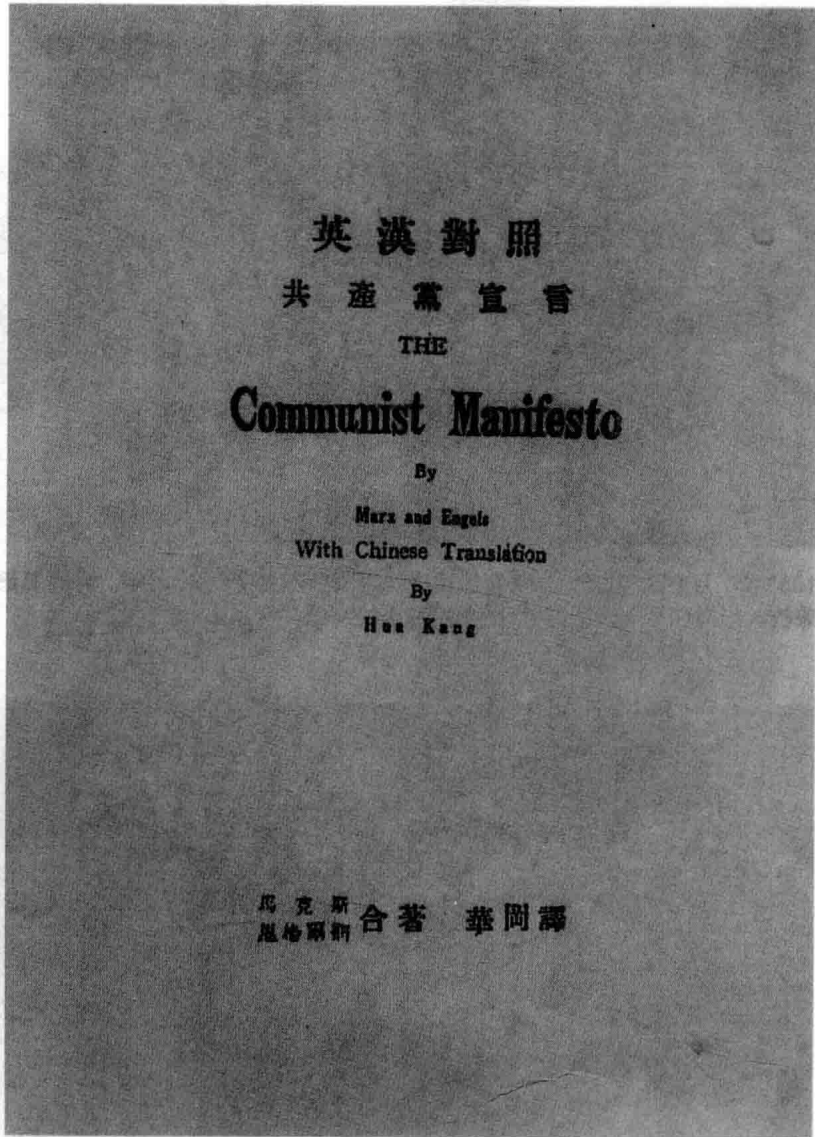 英漢對照
共產黨宣言
THE
Communist Manifesto
By
Marx and Engels
With Chinese Translation
By
Hua Kang
馬克斯
恩格爾斯 合著 華岡譯